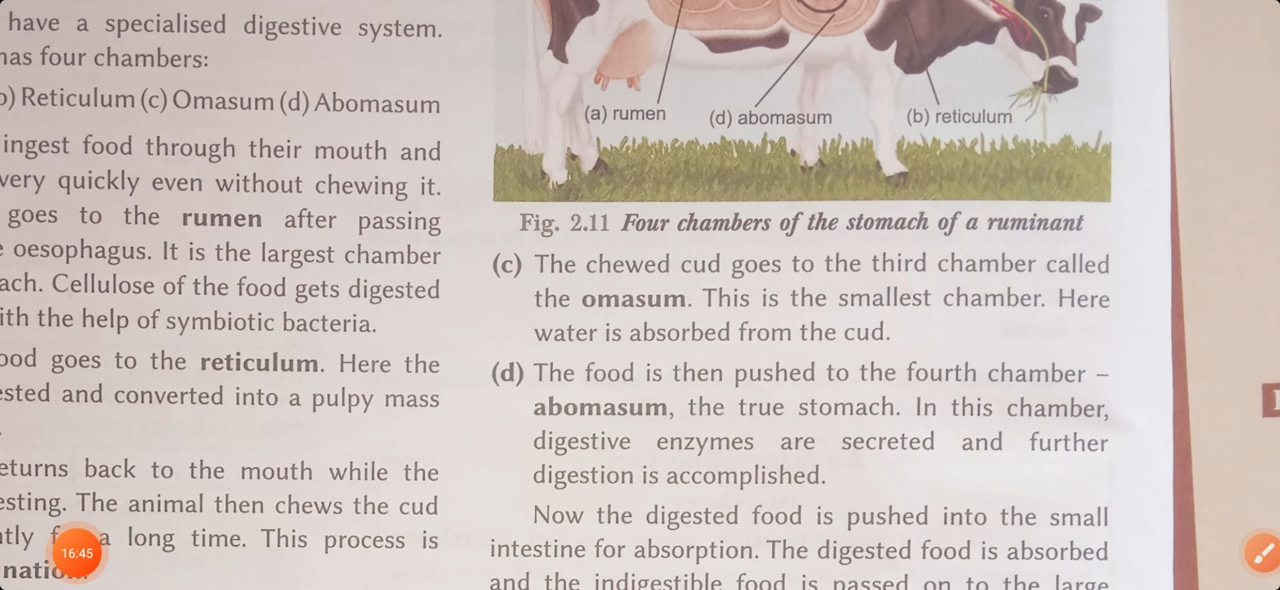 have a specialised digestive system.
has four chambers:
b) Reticulum (c) Omasum (d) Abomasum
ingest food through their mouth and
very quickly even without chewing it.
goes to the rumen after passing
oesophagus. It is the largest chamber
ach. Cellulose of the food gets digested
ith the help of symbiotic bacteria.
ood goes to the reticulum. Here the
ested and converted into a pulpy mass
eturns back to the mouth while the
esting. The animal then chews the cud
a long time. This process is
16:45
(a) rumen
(d) abomasum
(b) reticulum
Fig. 2.11 Four chambers of the stomach of a ruminant
(c) The chewed cud goes to the third chamber called
the omasum. This is the smallest chamber. Here
water is absorbed from the cud.
(d) The food is then pushed to the fourth chamber –
abomasum, the true stomach. In this chamber,
digestive enzymes are secreted and further
digestion is accomplished.
Now the digested food is pushed into the small
intestine for absorption. The digested food is absorbed
and the indigestible food is passed on to the large